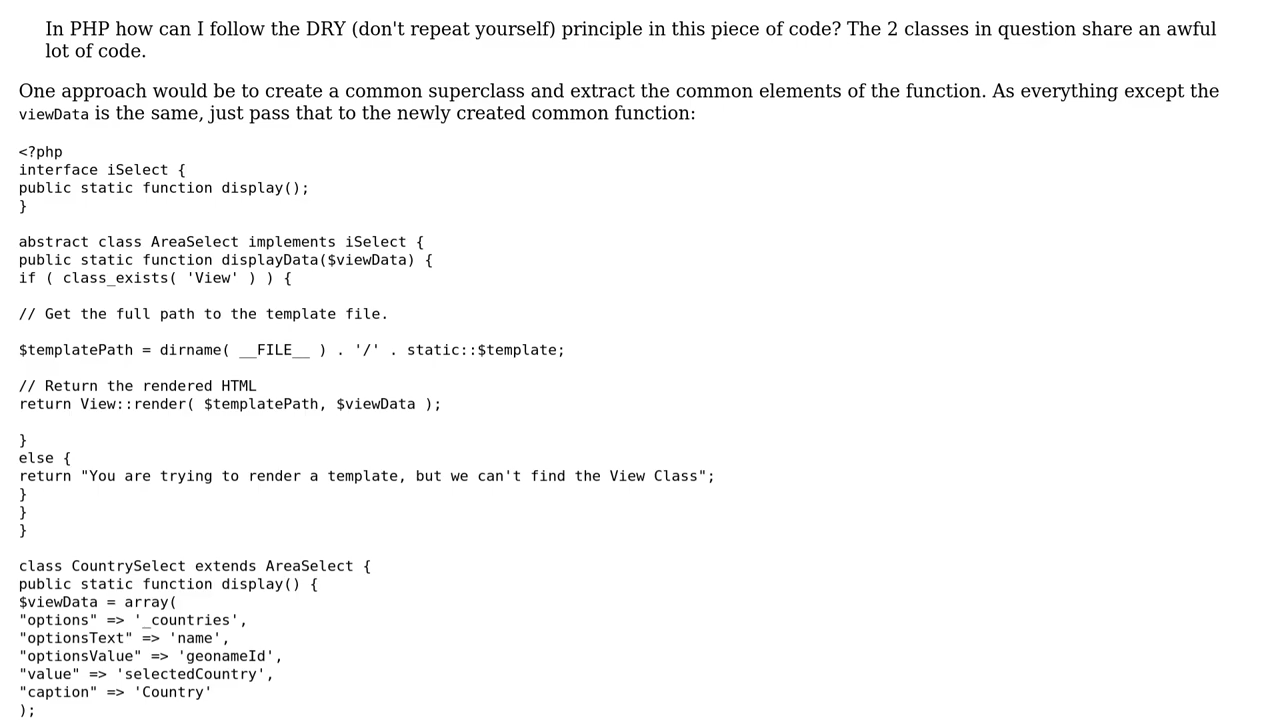 In PHP how can I follow the DRY (don't repeat yourself) principle in this piece of code? The 2 classes in question share an awful
lot of code.
One approach would be to create a common superclass and extract the common elements of the function. As everything except the
viewData is the same, just pass that to the newly created common function:
<?php
interface iSelect {
public static function display();
}
abstract class AreaSelect implements iSelect {
public static function displayData($viewData) {
if ( class_exists( 'View' ) ) {
// Get the full path to the template file.
$templatePath = dirname( __FILE__ ) . '/' . static::$template;
// Return the rendered HTML
return View::render( $templatePath, $viewData );
}
else {
return "You are trying to render a template, but we can't find the View Class";
}
}
}
class CountrySelect extends AreaSelect {
public static function display() {
$viewData = array(
"options" => '_countries',
"optionsText" => 'name',
"optionsValue" => 'geonameId',
"value" => 'selectedCountry',
"caption" => 'Country'
);